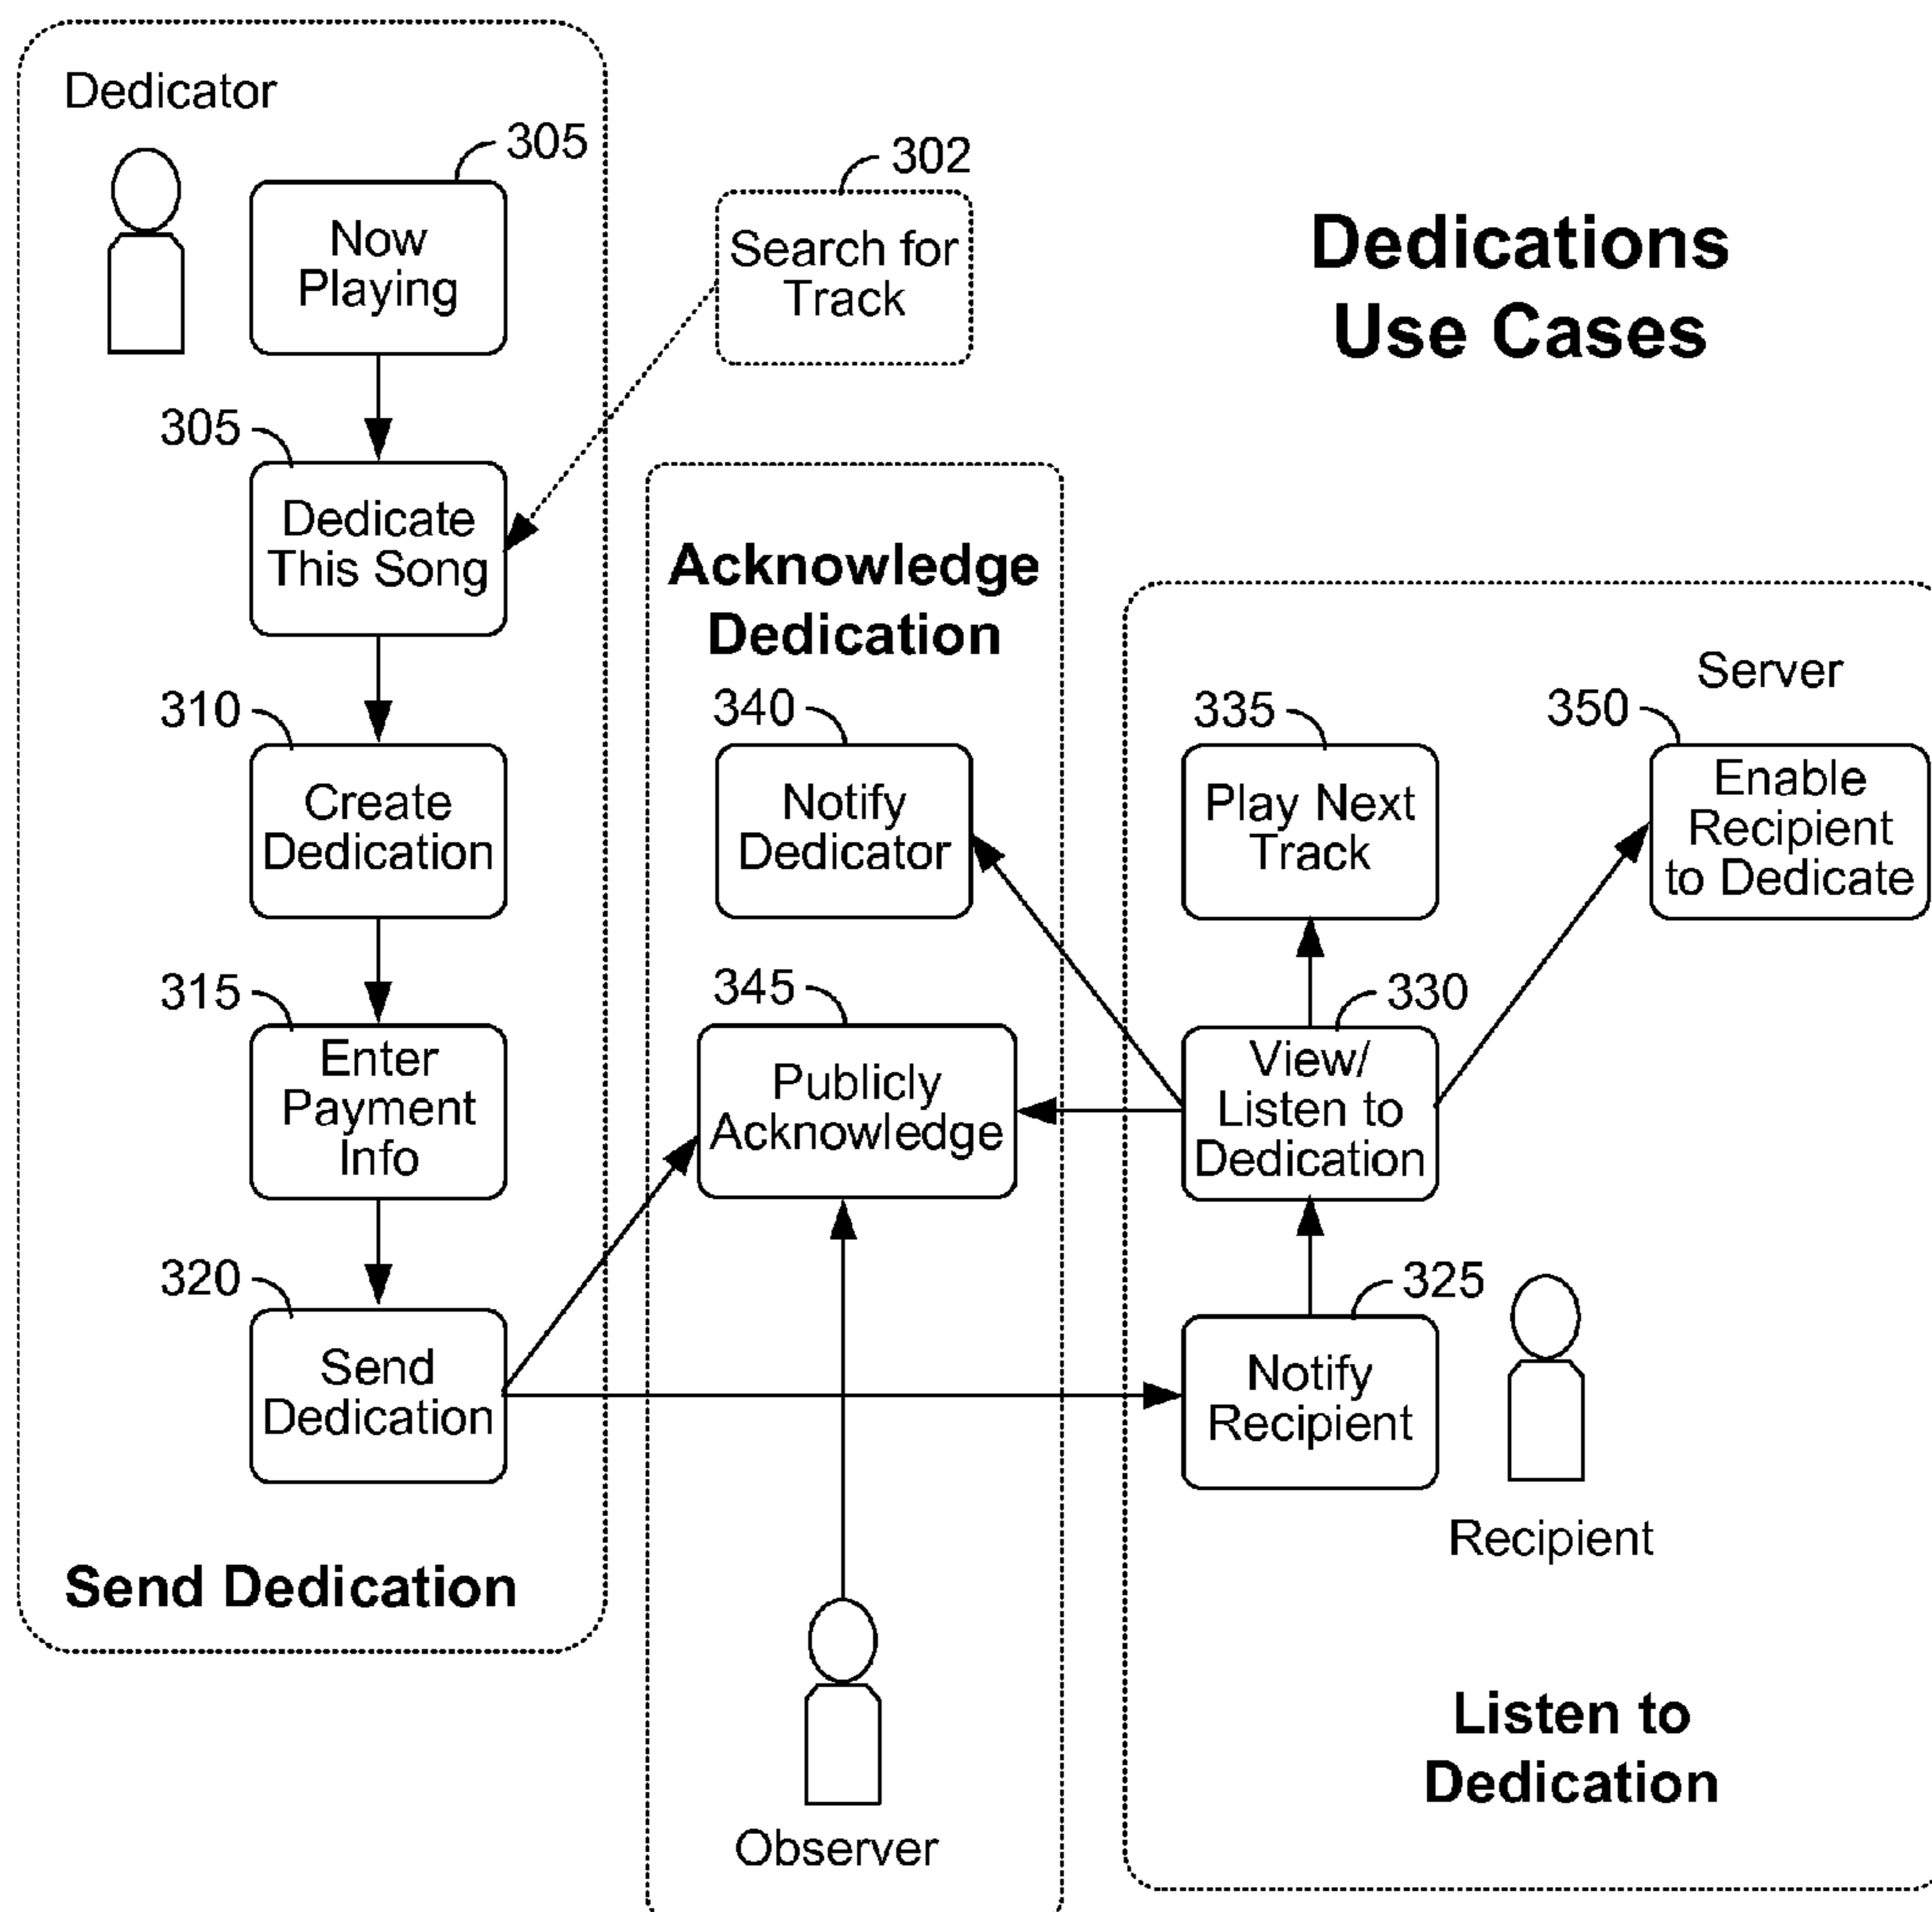 Dedicator
305
Now
Playing
302
Search for
Track
Dedications
Use Cases
305
Dedicate
This Song
310
Create
Dedication
315
Enter
Payment
Info
320
Send
Dedication
Send Dedication
Acknowledge
Dedication
340
Notify
Dedicator
345
Publicly
Acknowledge
Observer
Server
335
Play Next
Track
350
Enable
Recipient
to Dedicate
330
View/
Listen to
Dedication
325
Notify
Recipient
Recipient
Listen to
Dedication